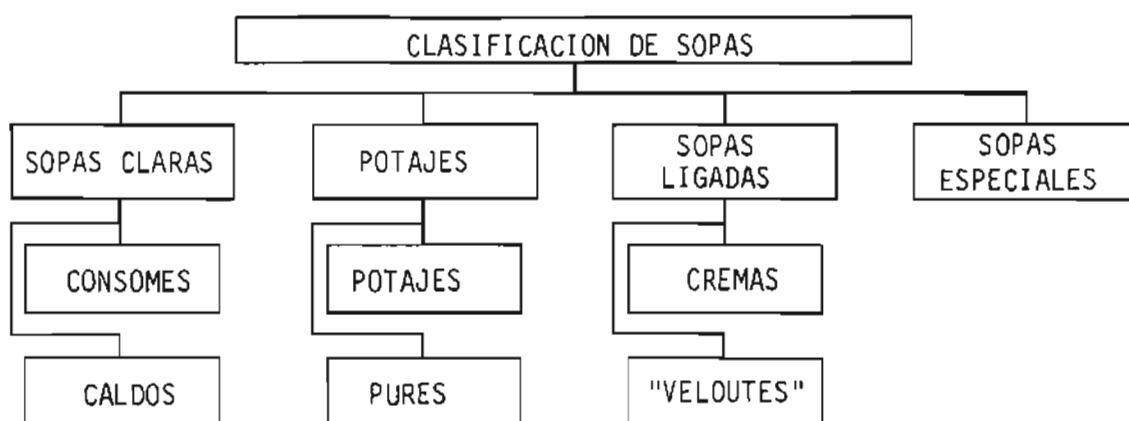 CLASIFICACION DE SOPAS
SOPAS CLARAS
POTAJES
SOPAS
LIGADAS
SOPAS
ESPECIALES
CONSOMES
POTAJES
CREMAS
CALDOS
PURES
"VELOUTES"